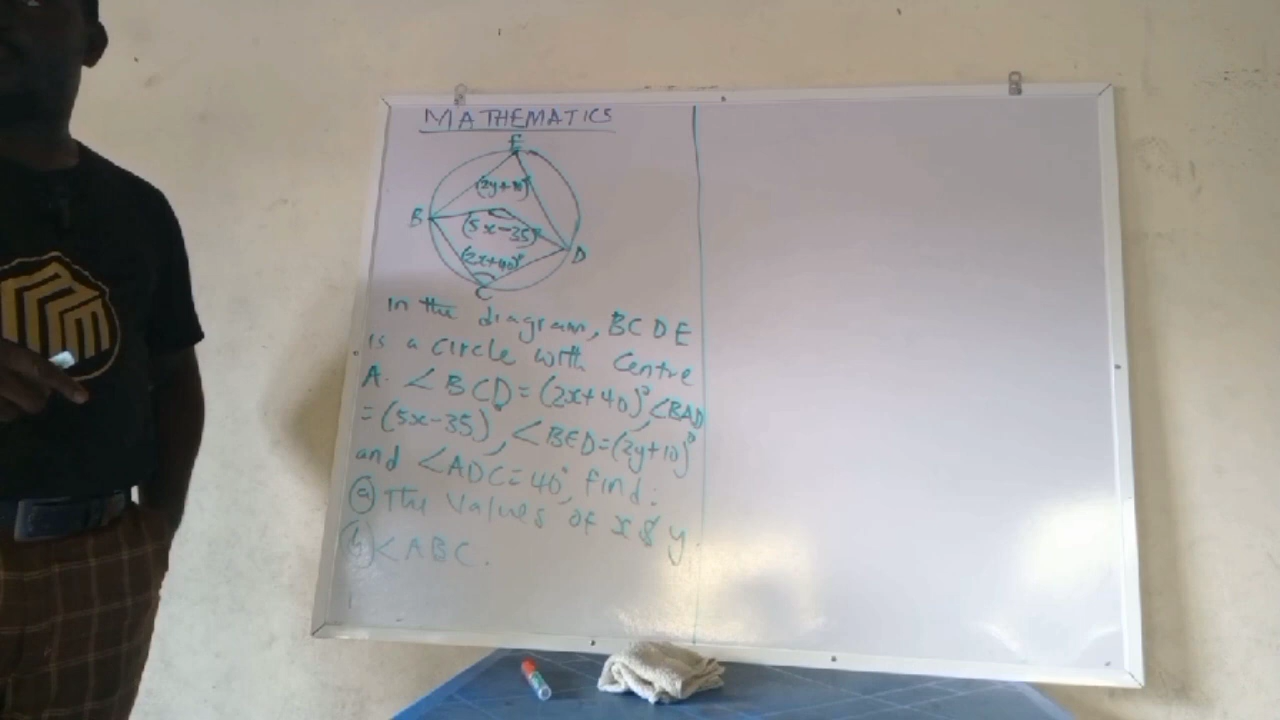 MATHEMATICS
E
(2y+10)°
B
(5x-35)°
D
(2x+40)°
C
In the diagram, BCDE
is a circle with Centre
A. ∠BCD=(2x+40)°, ∠BAD
=(5x-35)°, ∠BED=(2y+10)°
and ∠ADC=40°, find:
(a) The values of x & y
(b) ∠ABC.